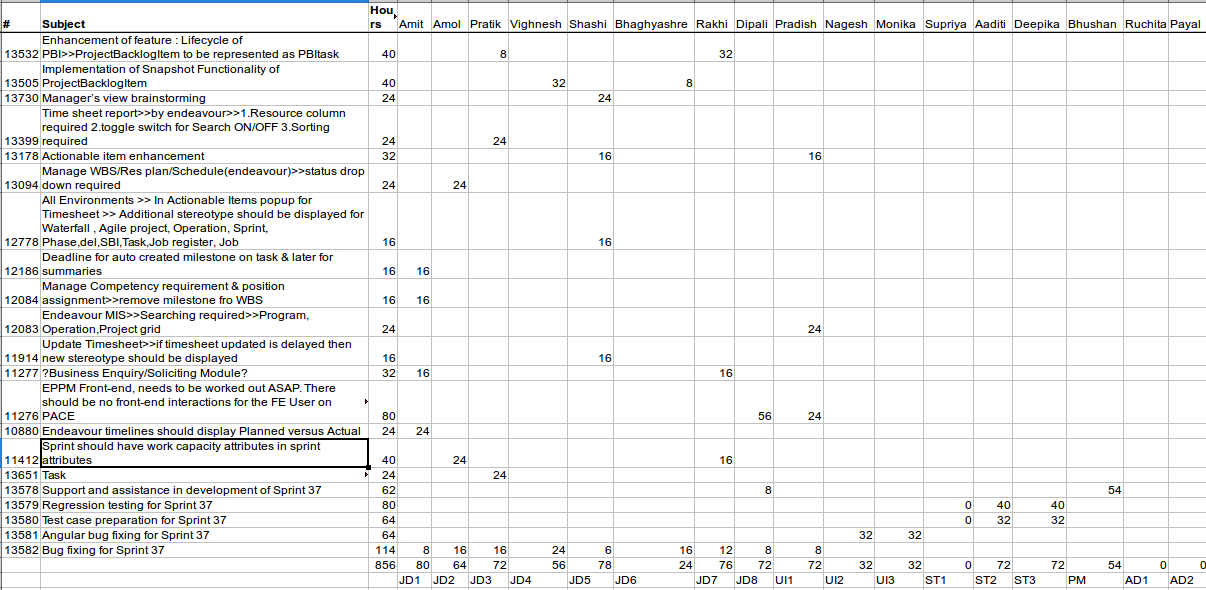 # Subject Hou rs Amit Amol Pratik Vighnesh Shashi Bhaghyashre Rakhi Dipali Pradish Nagesh Monika Supriya Aaditi Deepika Bhushan Ruchita Payal
Enhancement of feature : Lifecycle of
13532 PBI>>ProjectBacklogItem to be represented as PBItask 40 8 32
Implementation of Snapshot Functionality of
13505 ProjectBacklogItem 40 32 8
13730 Manager's view brainstorming 24 24
Time sheet report>>by endeavour>>1.Resource column
required 2.toggle switch for Search ON/OFF 3.Sorting
13399 required 24 24
13178 Actionable item enhancement 32 16 16
Manage WBS/Res plan/Schedule(endeavour)>>status drop
13094 down required 24 24
All Environments >> In Actionable Items popup for
Timesheet >> Additional stereotype should be displayed for
Waterfall , Agile project, Operation, Sprint,
12778 Phase,del,SBI,Task,Job register, Job 16 16
Deadline for auto created milestone on task & later for
12186 summaries 16 16
Manage Competency requirement & position
12084 assignment>>remove milestone fro WBS 16 16
Endeavour MIS>>Searching required>>Program,
12083 Operation,Project grid 24 24
Update Timesheet>>if timesheet updated is delayed then
11914 new stereotype should be displayed 16 16
11277 ?Business Enquiry/Soliciting Module? 32 16 16
EPPM Front-end, needs to be worked out ASAP. There
should be no front-end interactions for the FE User on
11276 PACE 80 56 24
10880 Endeavour timelines should display Planned versus Actual 24 24
Sprint should have work capacity attributes in sprint
11412 attributes 40 24 16
13651 Task 24 24
13578 Support and assistance in development of Sprint 37 62 8 54
13579 Regression testing for Sprint 37 80 0 40 40
13580 Test case preparation for Sprint 37 64 0 32 32
13581 Angular bug fixing for Sprint 37 64 32 32
13582 Bug fixing for Sprint 37 114 8 16 16 24 6 16 12 8 8
856 80 64 72 56 78 24 76 72 72 32 32 0 72 72 54 0 0
JD1 JD2 JD3 JD4 JD5 JD6 JD7 JD8 UI1 UI2 UI3 ST1 ST2 ST3 PM AD1 AD2